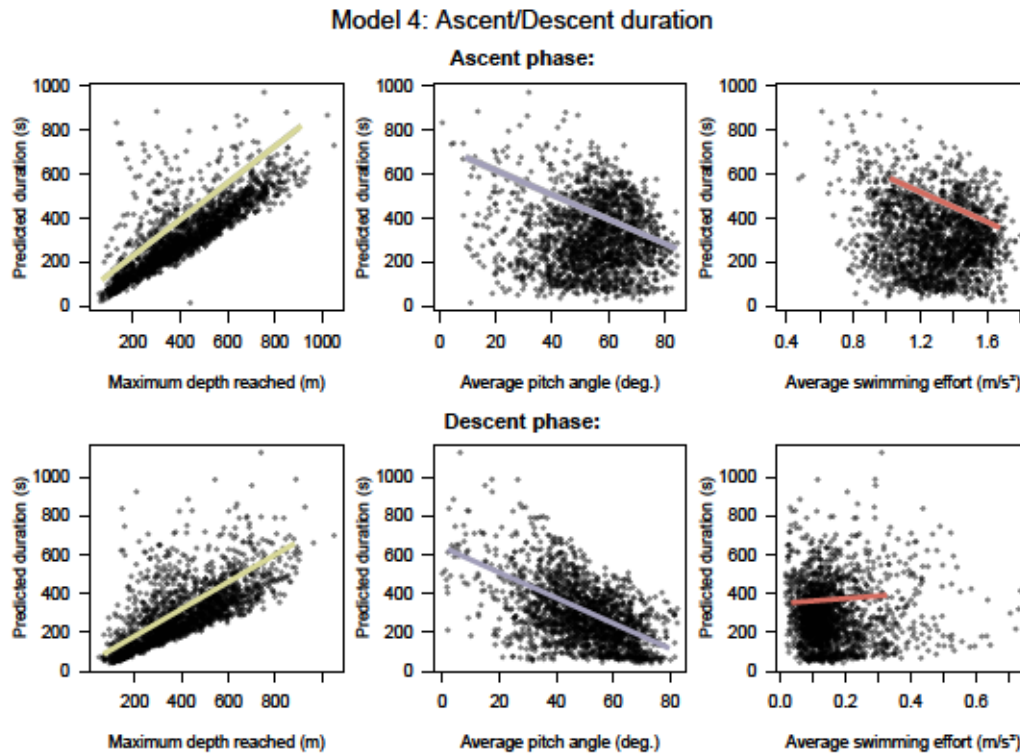 Model 4: Ascent/Descent duration
Ascent phase:
Predicted duration (s)
1000
800
600
400
200
0
200 400 600 800 1000
Maximum depth reached (m)
Predicted duration (s)
1000
800
600
400
200
0
0 20 40 60 80
Average pitch angle (deg.)
Predicted duration (s)
1000
800
600
400
200
0
0.4 0.8 1.2 1.6
Average swimming effort (m/s²)
Descent phase:
Predicted duration (s)
1000
800
600
400
200
0
200 400 600 800
Maximum depth reached (m)
Predicted duration (s)
1000
800
600
400
200
0
0 20 40 60 80
Average pitch angle (deg.)
Predicted duration (s)
1000
800
600
400
200
0
0.0 0.2 0.4 0.6
Average swimming effort (m/s²)